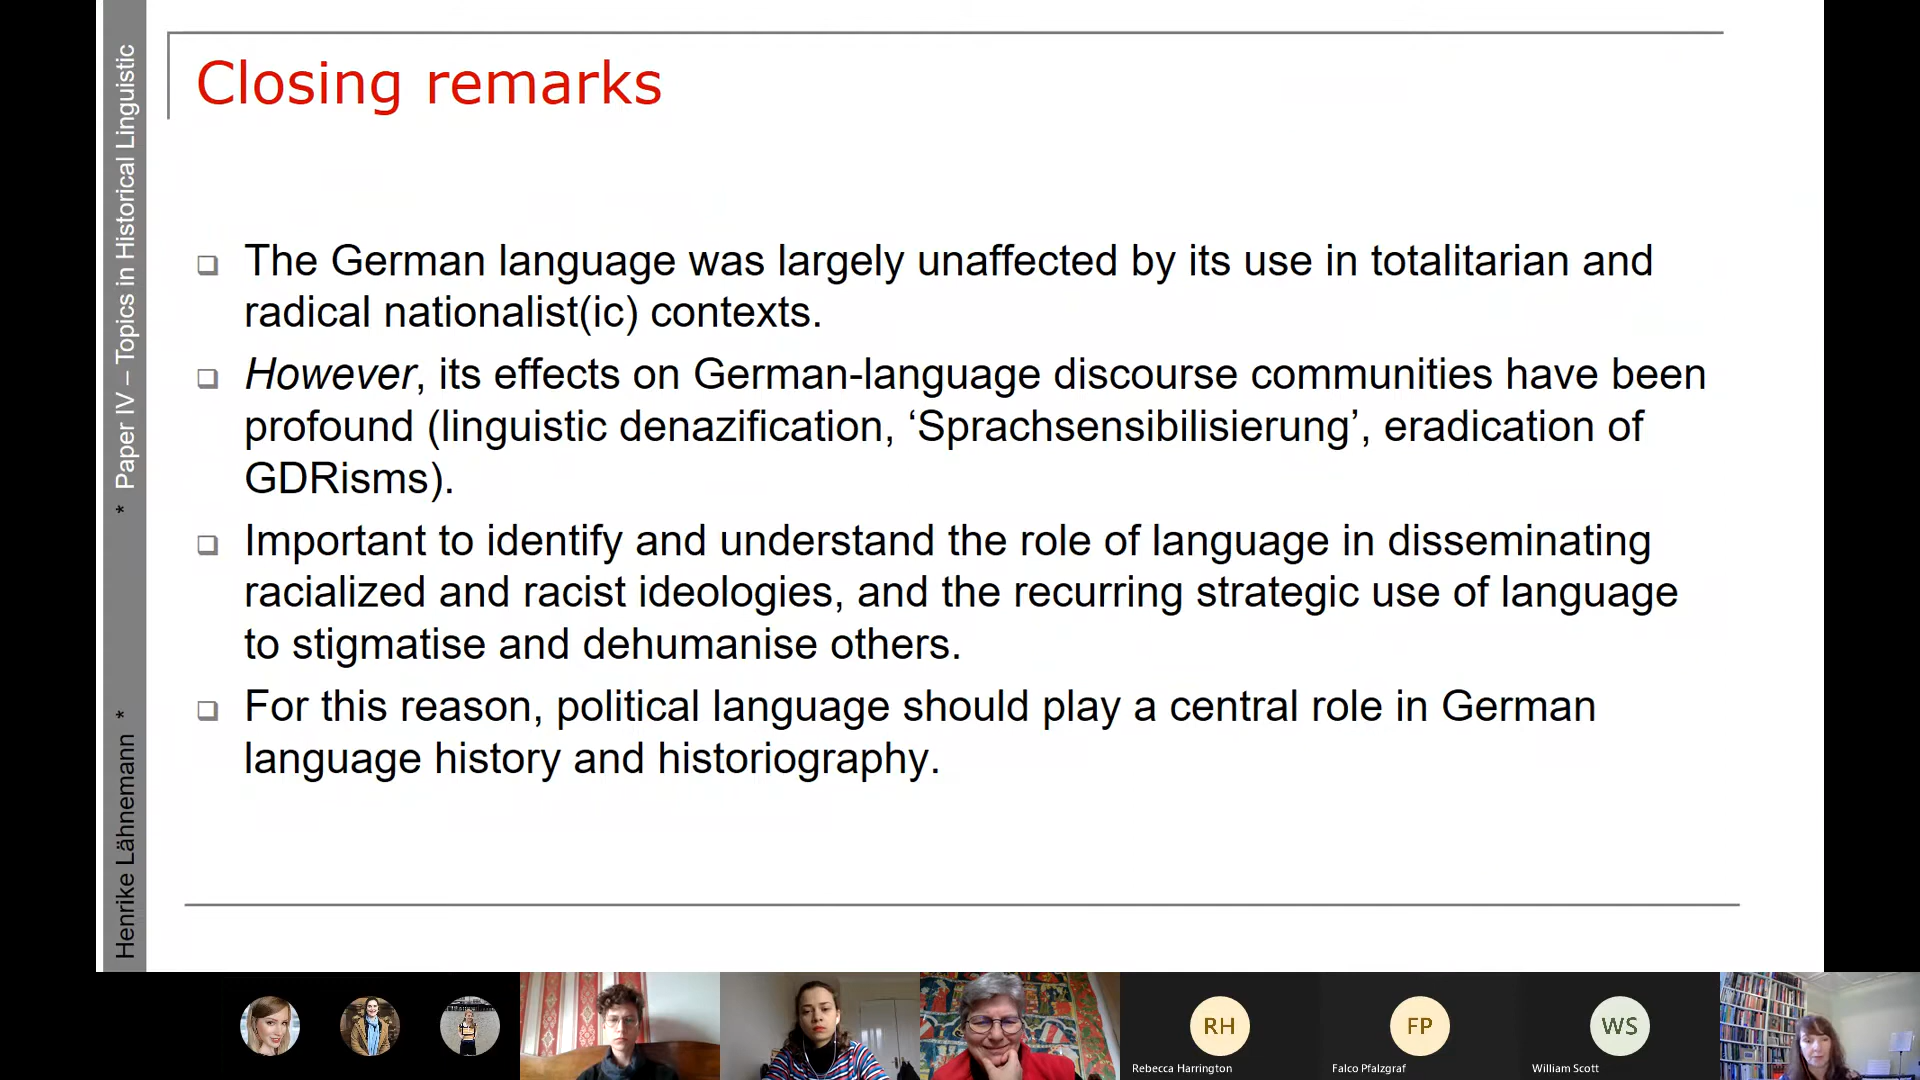 Closing remarks
The German language was largely unaffected by its use in totalitarian and
radical nationalist(ic) contexts.
However, its effects on German-language discourse communities have been
profound (linguistic denazification, ‘Sprachsensibilisierung’, eradication of
GDRisms).
Important to identify and understand the role of language in disseminating
racialized and racist ideologies, and the recurring strategic use of language
to stigmatise and dehumanise others.
For this reason, political language should play a central role in German
language history and historiography.
Henrike Lähnemann * * Paper IV – Topics in Historical Linguistic
RH
Rebecca Harrington
FP
Falco Pfalzgraf
WS
William Scott